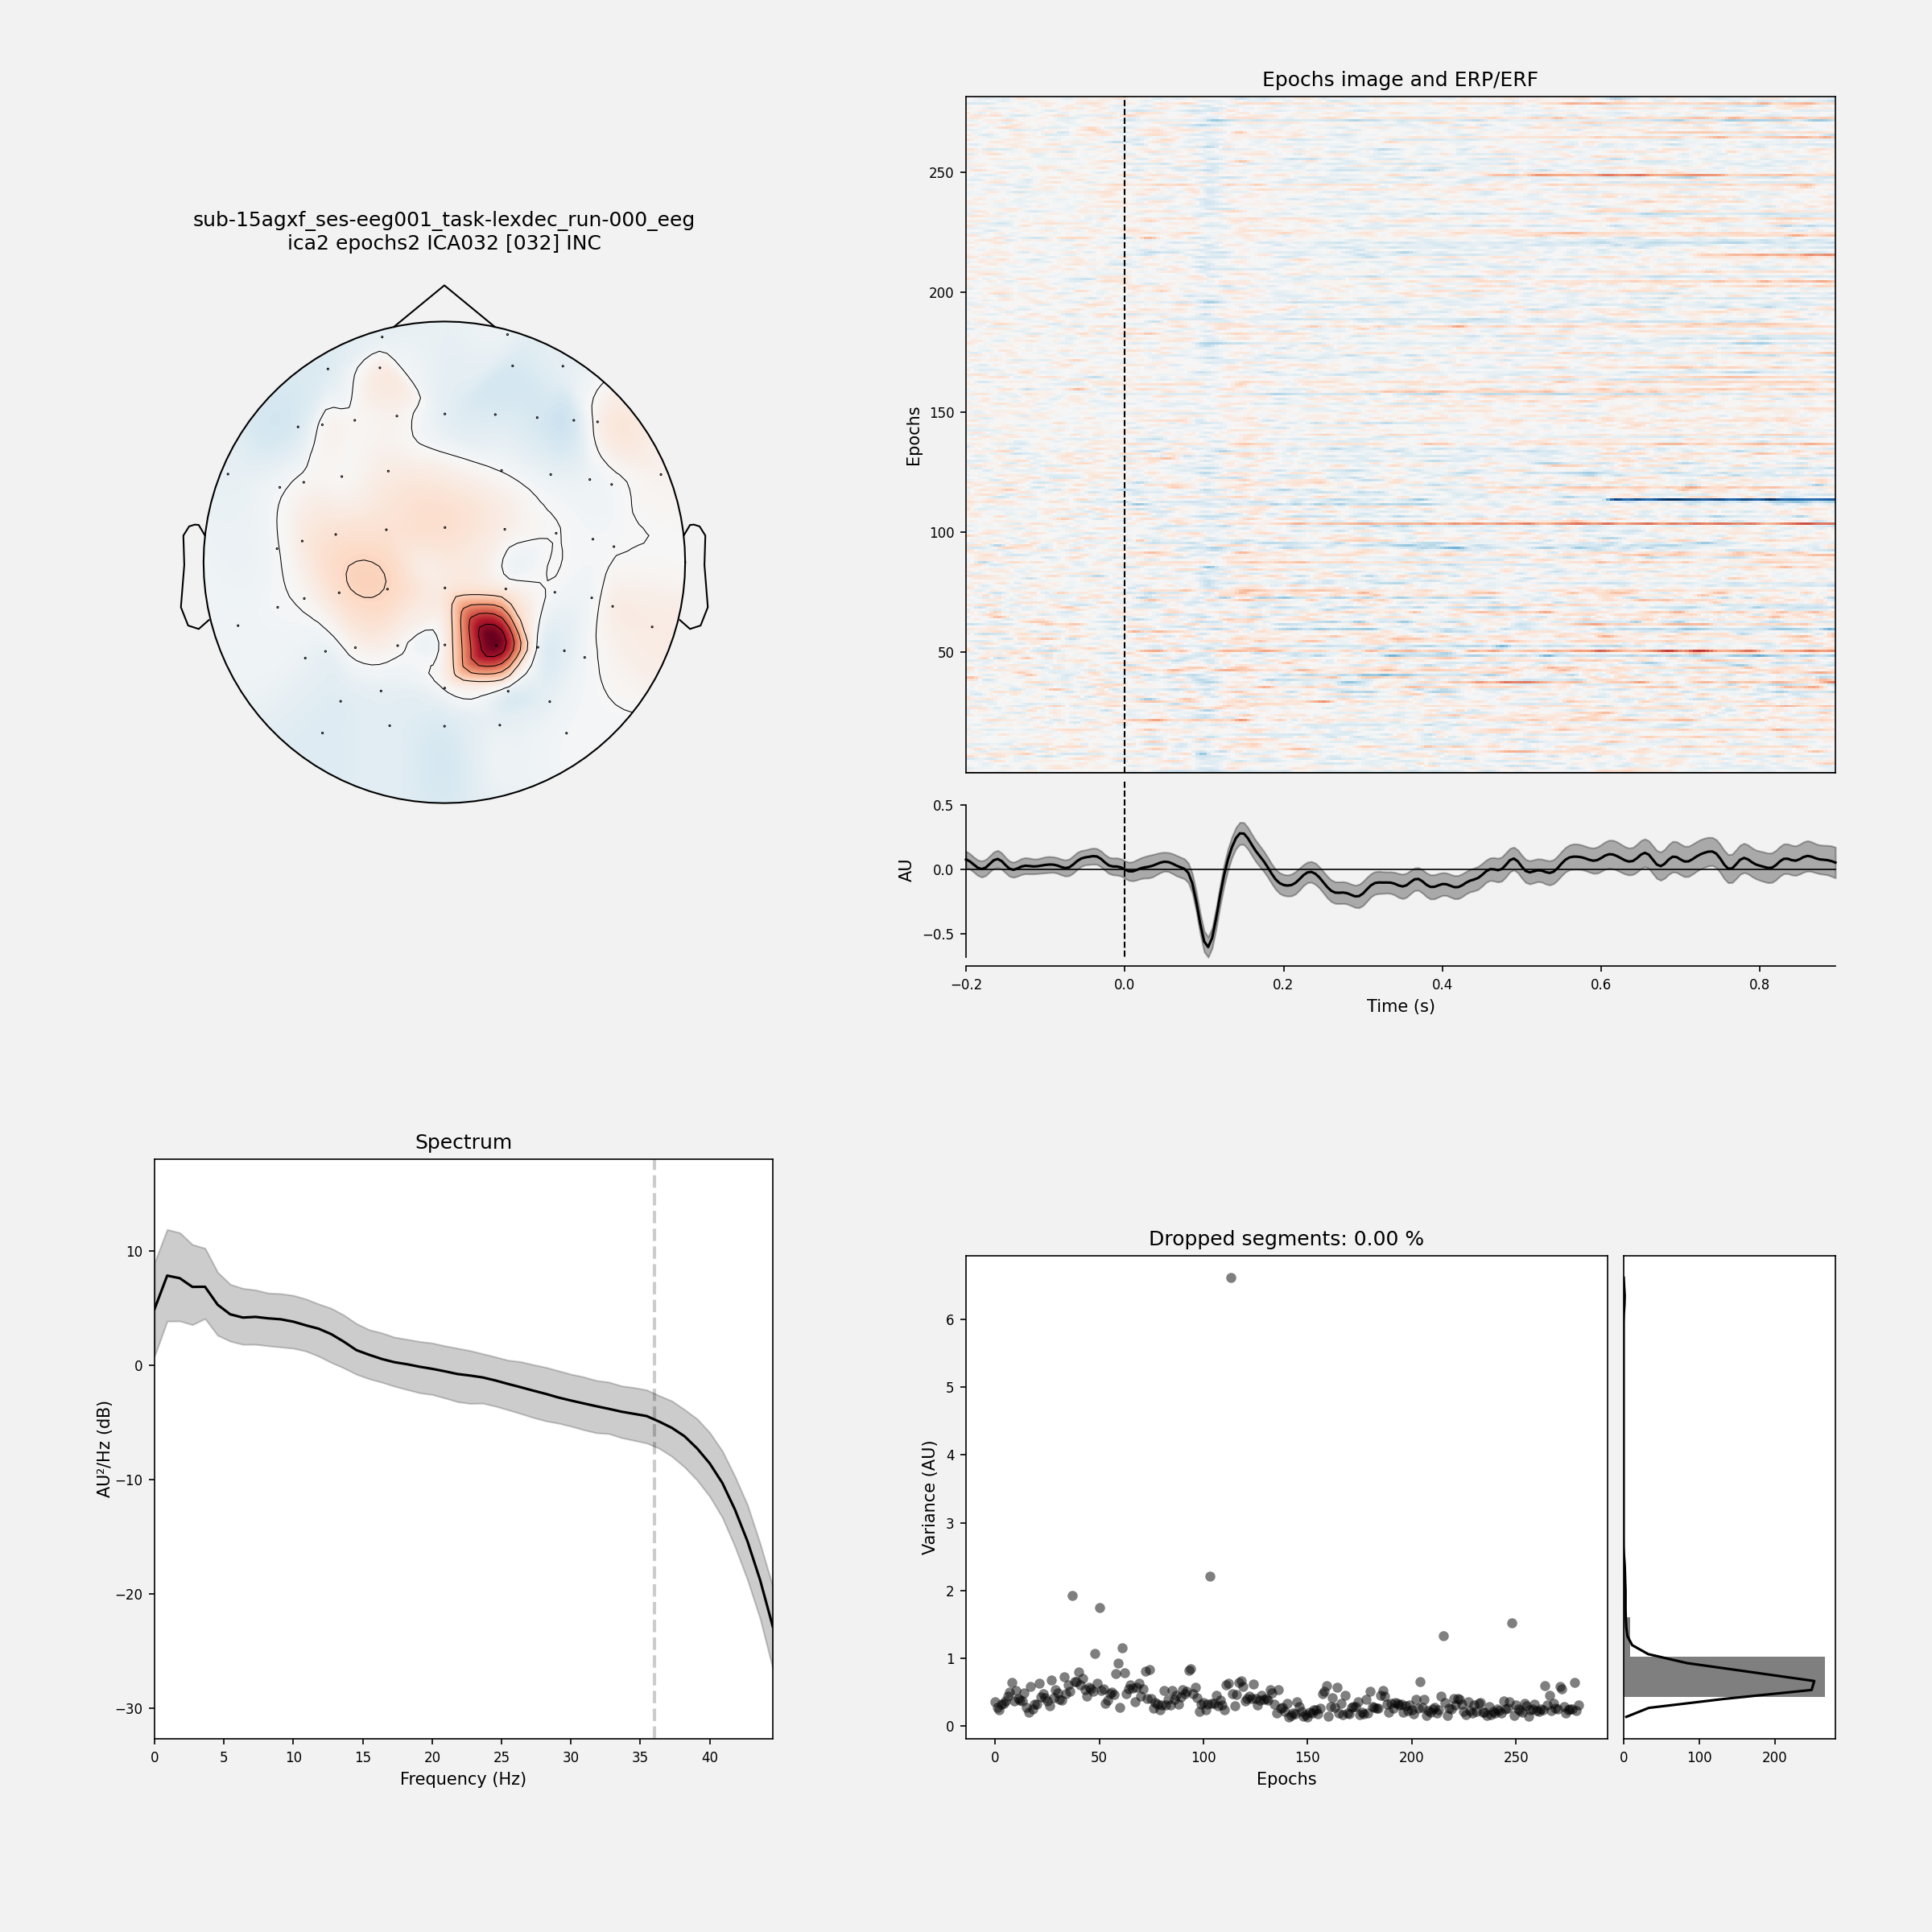 sub-15agxf_ses-eeg001_task-lexdec_run-000_eeg
ica2 epochs2 ICA032 [032] INC
Epochs image and ERP/ERF
Epochs
250
200
150
100
50
AU
0.5
0.0
−0.5
−0.2 0.0 0.2 0.4 0.6 0.8
Time (s)
Spectrum
AU²/Hz (dB)
10
0
−10
−20
−30
0 5 10 15 20 25 30 35 40
Frequency (Hz)
Dropped segments: 0.00 %
Variance (AU)
6
5
4
3
2
1
0
0 50 100 150 200 250
Epochs
0 100 200